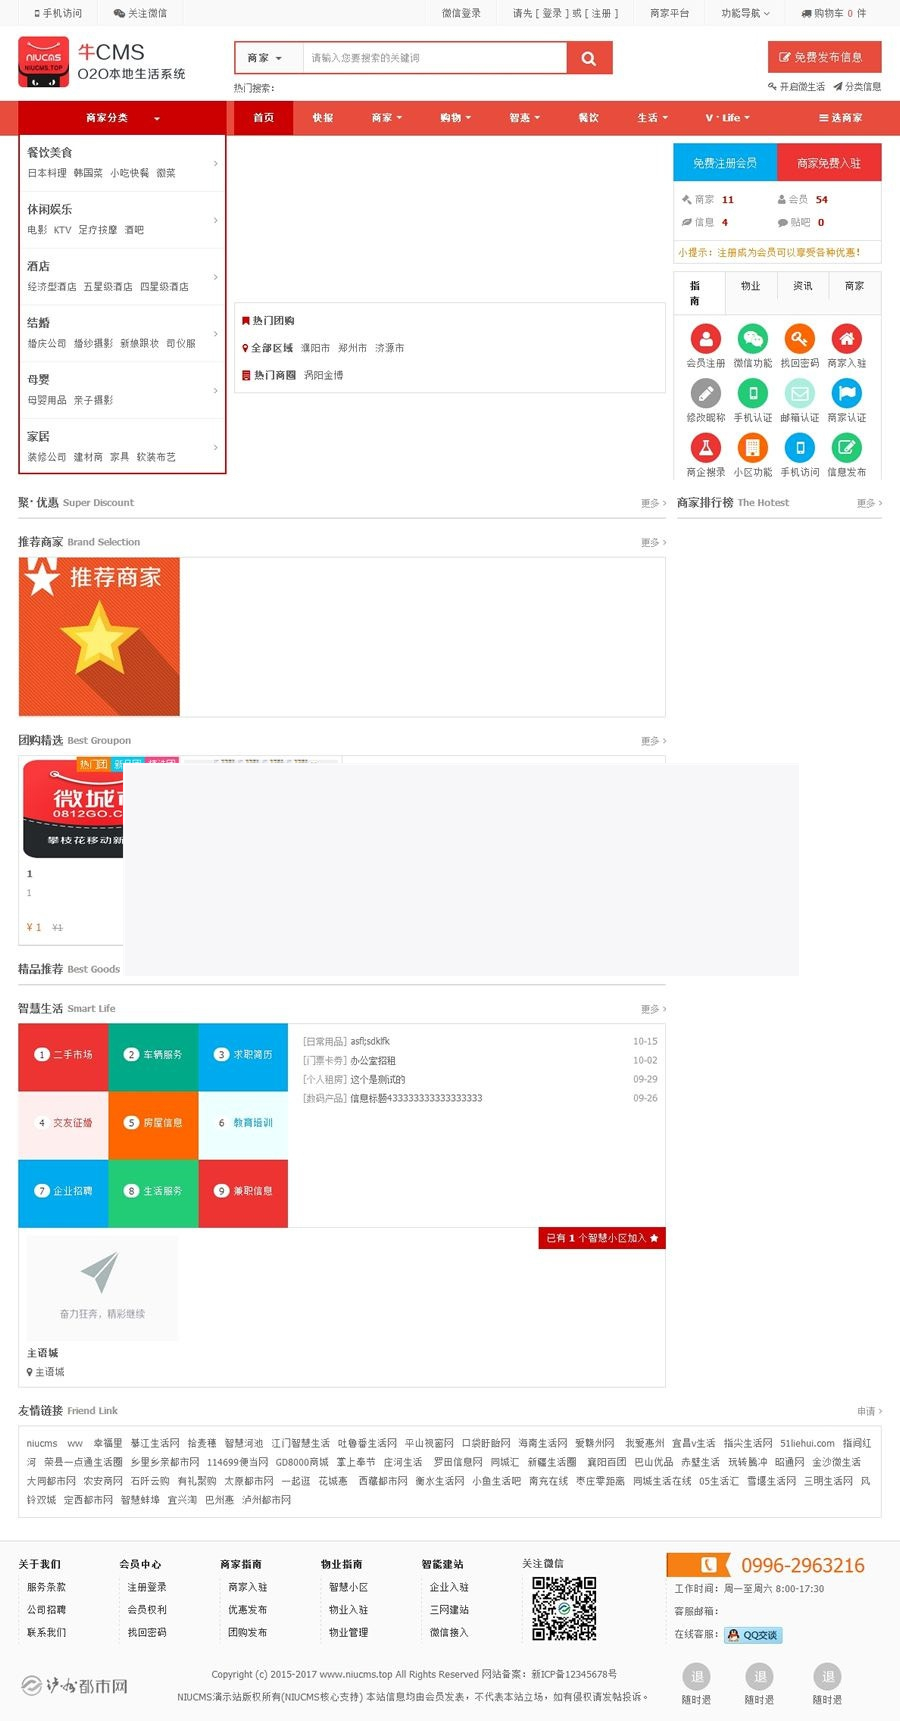 手机访问 关注微信 微信登录 请先 [ 登录 ] 或 [ 注册 ] 商家平台 功能导航 购物车 0 件
NIUCMS
NIUCMS.TOP
牛CMS
O2O本地生活系统
商家 请输入您要搜索的关键词
热门搜索:
免费发布信息
开启微生活 分类信息
商家分类 首页 快报 商家 购物 智惠 餐饮 生活 V·Life 选商家
餐饮美食
日本料理 韩国菜 小吃快餐 徽菜
休闲娱乐
电影 KTV 足疗按摩 酒吧
酒店
经济型酒店 五星级酒店 四星级酒店
结婚
婚庆公司 婚纱摄影 新娘跟妆 司仪服
母婴
母婴用品 亲子摄影
家居
装修公司 建材商 家具 软装布艺
热门团购
全部区域 濮阳市 郑州市 济源市
热门商圈 涡阳金博
免费注册会员 商家免费入驻
商家 11 会员 54
信息 4 贴吧 0
小提示：注册成为会员可以享受各种优惠！
指南 物业 资讯 商家
会员注册 微信功能 找回密码 商家入驻
修改昵称 手机认证 邮箱认证 商家认证
商企搜录 小区功能 手机访问 信息发布
聚·优惠 Super Discount 更多 >
商家排行榜 The Hotest 更多 >
推荐商家 Brand Selection 更多 >
推荐商家
团购精选 Best Groupon 更多 >
热门团
微城
0812GO.C
攀枝花移动新
1
1
¥ 1 ¥1
精品推荐 Best Goods
智慧生活 Smart Life 更多 >
1 二手市场 2 车辆服务 3 求职简历
4 交友征婚 5 房屋信息 6 教育培训
7 企业招聘 8 生活服务 9 兼职信息
[日常用品] asfl;sdklfk 10-15
[门票卡券] 办公室招租 10-02
[个人租房] 这个是测试的 09-29
[数码产品] 信息标题433333333333333333 09-26
已有 1 个智慧小区加入
奋力狂奔，精彩继续
主语城
主语城
友情链接 Friend Link 申请 >
niucms ww 幸福里 綦江生活网 拾麦穗 智慧河池 江门智慧生活 吐鲁番生活网 平山视窗网 口袋盱眙网 海南生活网 爱赣州网 我爱惠州 宜昌v生活 指尖生活网 51liehui.com 指间红
河 荣县一点通生活圈 乡里乡亲都市网 114699便当网 GD8000商城 掌上奉节 庄河生活 罗田信息网 同城汇 新疆生活圈 襄阳百团 巴山优品 赤壁生活 玩转腾冲 昭通网 金沙微生活
大同都市网 农安商网 石阡云购 有礼聚购 太原都市网 一起逛 花城惠 西藏都市网 衡水生活网 小鱼生活吧 南充在线 枣庄零距离 同城生活在线 05生活汇 雪堰生活网 三明生活网 风
铃双城 定西都市网 智慧蚌埠 宜兴淘 巴州惠 泸州都市网
关于我们 会员中心 商家指南 物业指南 智能建站 关注微信
服务条款 注册登录 商家入驻 智慧小区 企业入驻
公司招聘 会员权利 优惠发布 物业入驻 三网建站
联系我们 找回密码 团购发布 物业管理 微信接入
0996-2963216
工作时间：周一至周六 8:00-17:30
客服邮箱：
在线客服： QQ交谈
泸州都市网
Copyright (c) 2015-2017 www.niucms.top All Rights Reserved 网站备案：新ICP备12345678号
NIUCMS演示站版权所有(NIUCMS核心支持) 本站信息均由会员发表，不代表本站立场，如有侵权请发帖投诉。
退 退 退
随时退 随时退 随时退